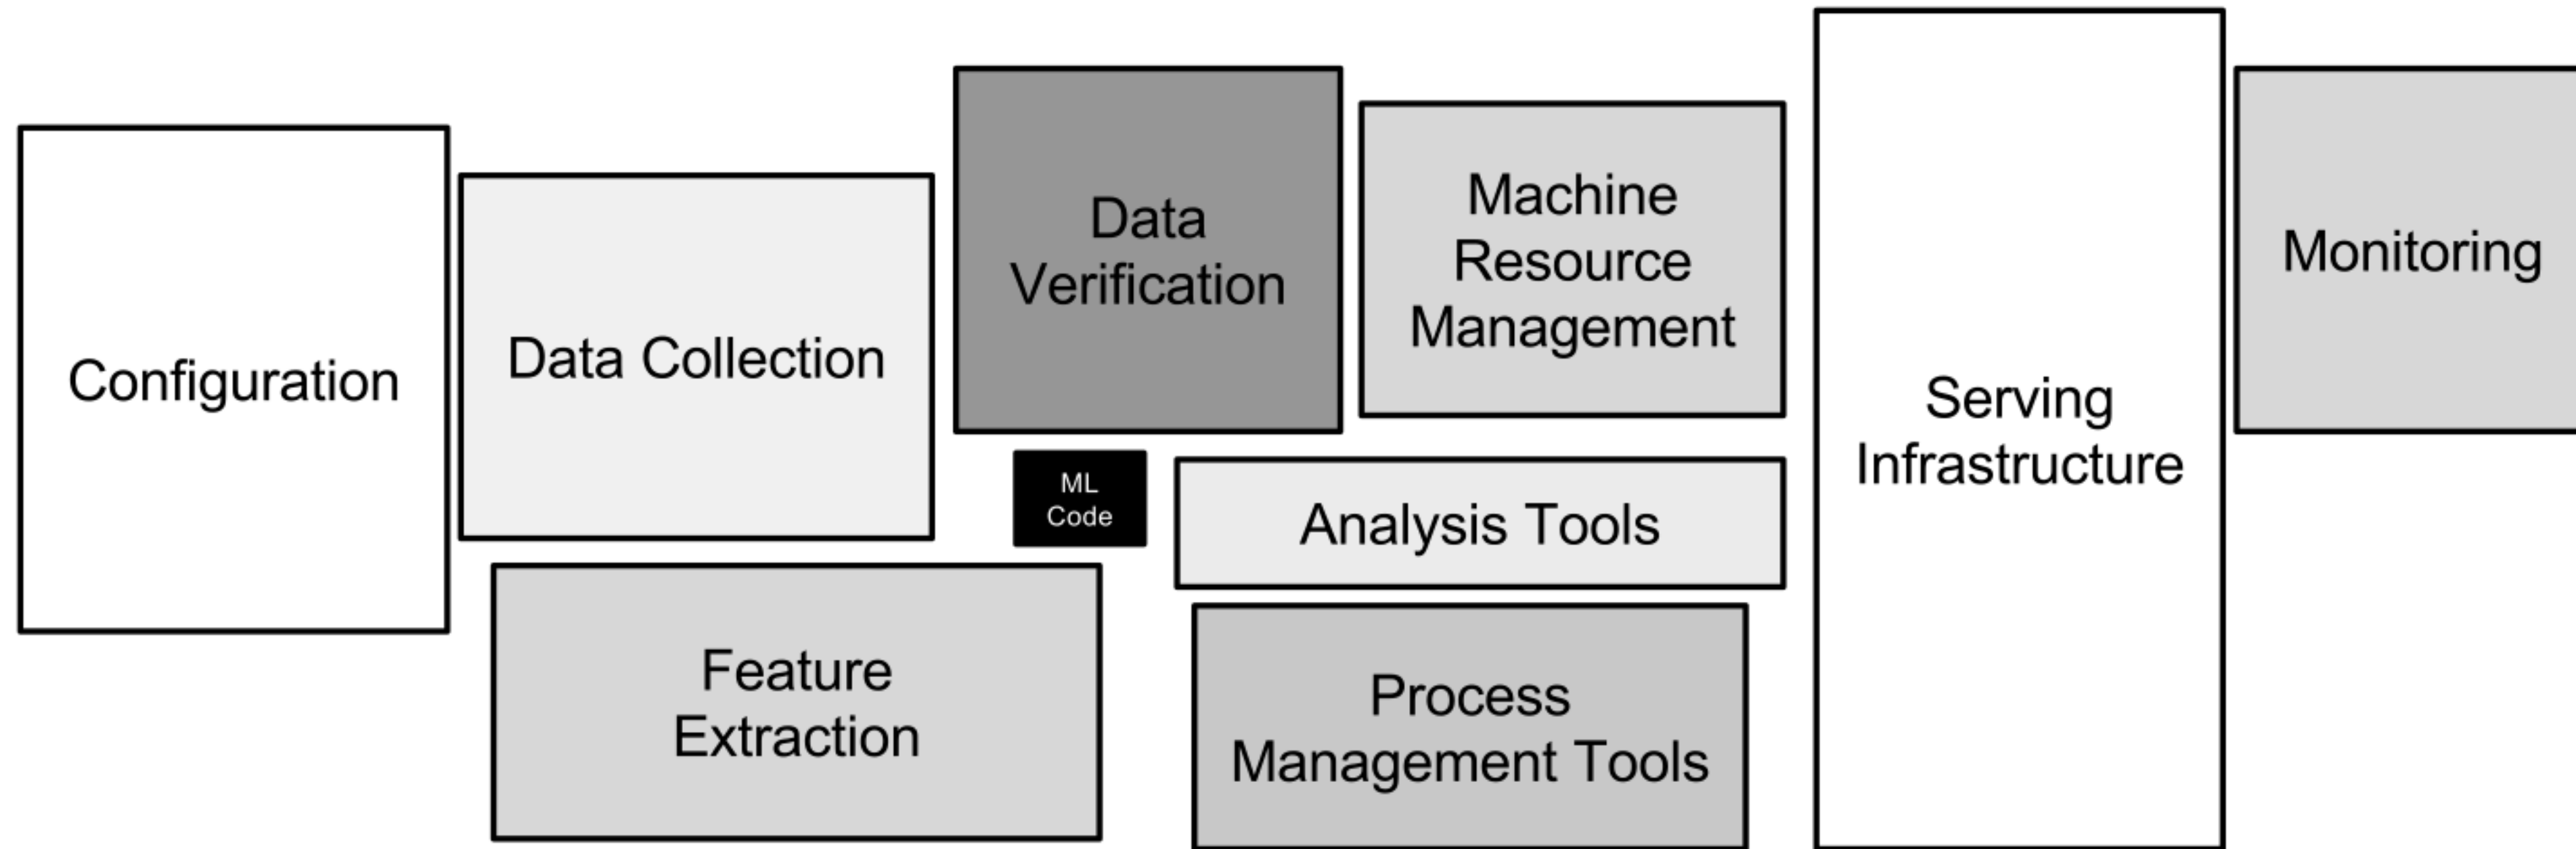 Configuration
Data Collection
Feature
Extraction
Data
Verification
ML
Code
Machine
Resource
Management
Analysis Tools
Process
Management Tools
Serving
Infrastructure
Monitoring